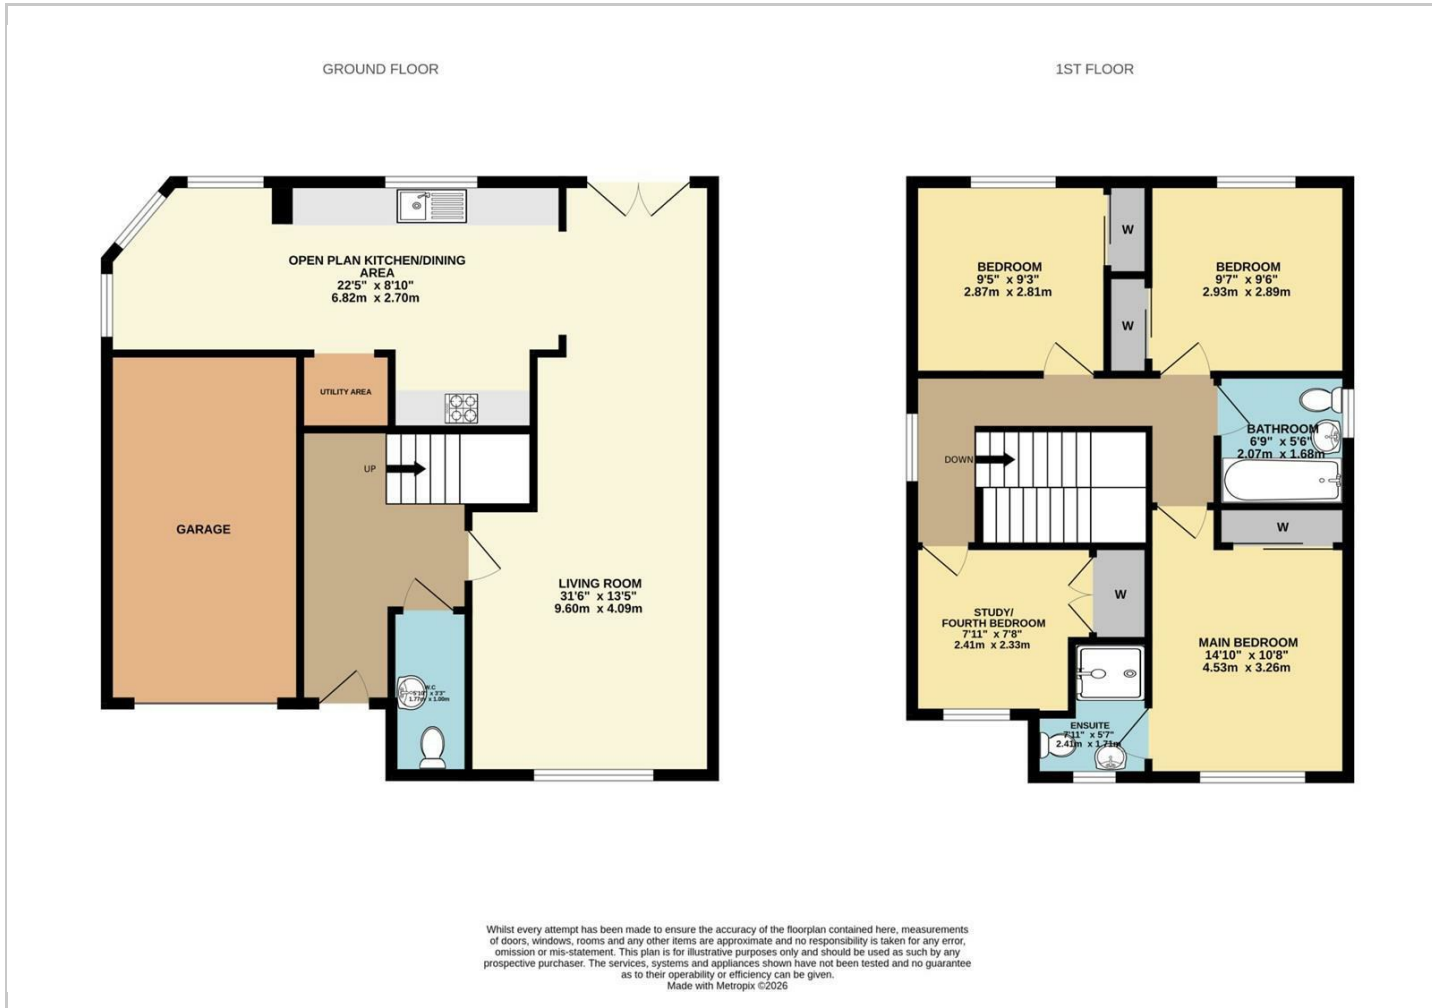 GROUND FLOOR
OPEN PLAN KITCHEN/DINING
AREA
22'5" x 8'10"
6.82m x 2.70m
UTILITY AREA
UP
GARAGE
LIVING ROOM
31'6" x 13'5"
9.60m x 4.09m
W.C
5'10" x 3'3"
1.77m x 1.00m
1ST FLOOR
BEDROOM
9'5" x 9'3"
2.87m x 2.81m
W
W
BEDROOM
9'7" x 9'6"
2.93m x 2.89m
BATHROOM
6'9" x 5'6"
2.07m x 1.68m
DOWN
W
STUDY/
FOURTH BEDROOM
7'11" x 7'8"
2.41m x 2.33m
W
MAIN BEDROOM
14'10" x 10'8"
4.53m x 3.26m
ENSUITE
7'11" x 5'7"
2.41m x 1.71m
Whilst every attempt has been made to ensure the accuracy of the floorplan contained here, measurements
of doors, windows, rooms and any other items are approximate and no responsibility is taken for any error,
omission or mis-statement. This plan is for illustrative purposes only and should be used as such by any
prospective purchaser. The services, systems and appliances shown have not been tested and no guarantee
as to their operability or efficiency can be given.
Made with Metropix ©2026